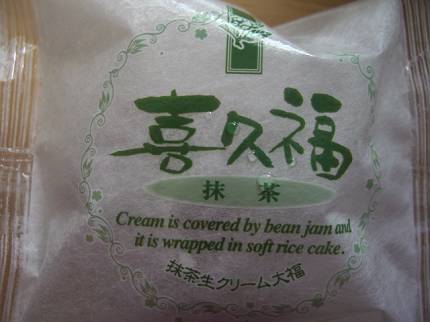 喜久福
抹茶
Cream is covered by bean jam and
it is wrapped in soft rice cake.
抹茶生クリーム大福